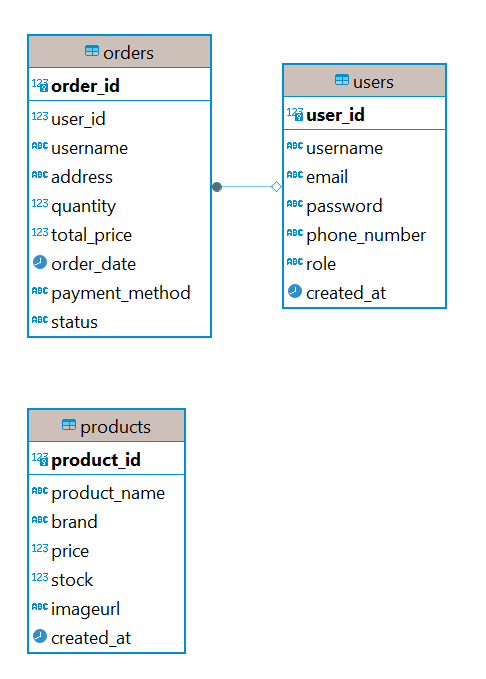 orders
123 order_id
123 user_id
ABC username
ABC address
123 quantity
123 total_price
order_date
ABC payment_method
ABC status
users
123 user_id
ABC username
ABC email
ABC password
ABC phone_number
ABC role
created_at
products
123 product_id
ABC product_name
ABC brand
123 price
123 stock
ABC imageurl
created_at